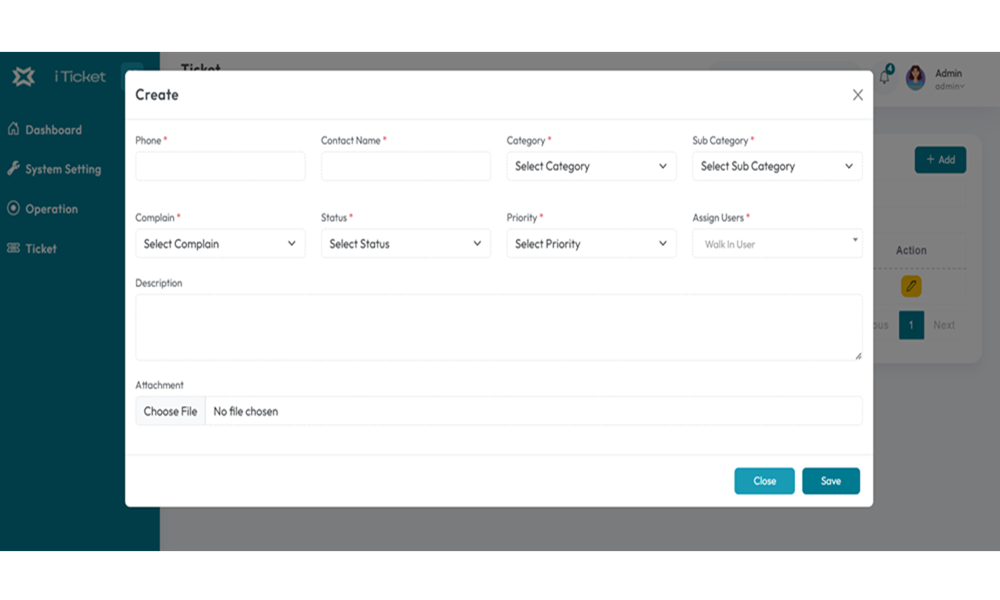 iTicket
Ticket
4
Admin
admin
Dashboard
System Setting
Operation
Ticket
Create
Phone *
Contact Name *
Category *
Sub Category *
Select Category
Select Sub Category
+ Add
Complain *
Status *
Priority *
Assign Users *
Select Complain
Select Status
Select Priority
Walk In User
Action
Description
1
Next
Attachment
Choose File
No file chosen
Close
Save